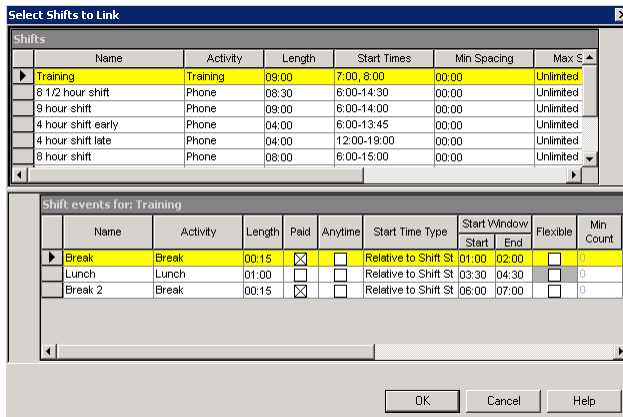 Select Shifts to Link
Shifts
Name Activity Length Start Times Min Spacing Max S
Training Training 09:00 7:00, 8:00 00:00 Unlimited
8 1/2 hour shift Phone 08:30 6:00-14:30 00:00 Unlimited
9 hour shift Phone 09:00 6:00-14:00 00:00 Unlimited
4 hour shift early Phone 04:00 6:00-13:45 00:00 Unlimited
4 hour shift late Phone 04:00 12:00-19:00 00:00 Unlimited
8 hour shift Phone 08:00 6:00-15:00 00:00 Unlimited
Shift events for: Training
Name Activity Length Paid Anytime Start Time Type Start Window Flexible Min Count
Start End
Break Break 00:15 Relative to Shift St 01:00 02:00 0
Lunch Lunch 01:00 Relative to Shift St 03:30 04:30 0
Break 2 Break 00:15 Relative to Shift St 06:00 07:00 0
OK Cancel Help